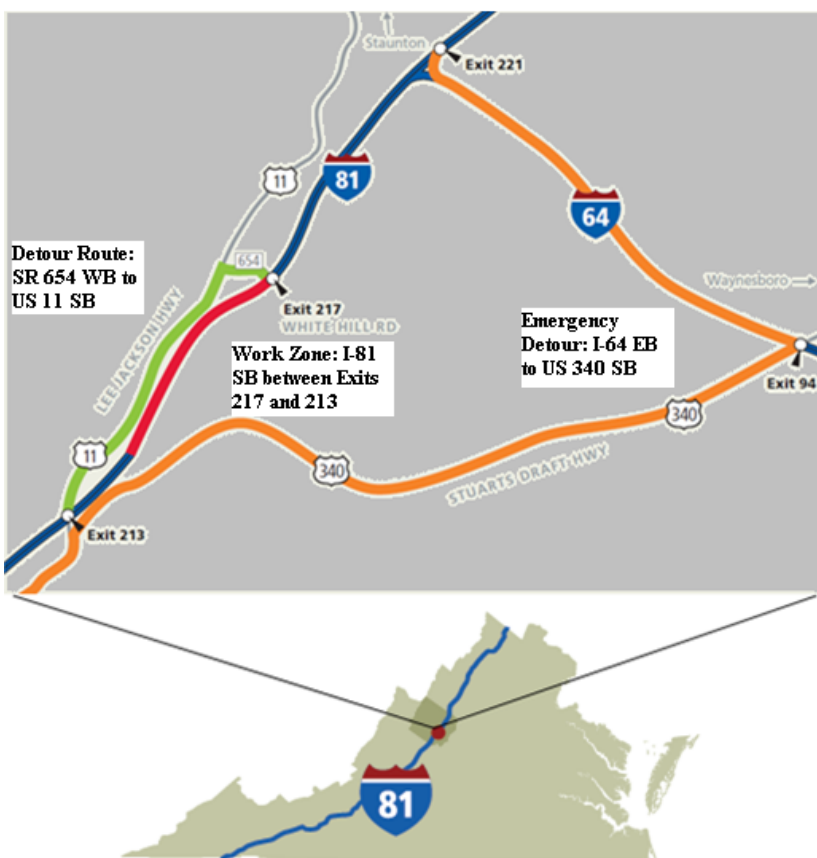 Staunton
Exit 221
81
11
64
Detour Route:
SR 654 WB to
US 11 SB
654
Waynesboro
Exit 217
WHITE HILL RD
LEE JACKSON HWY
Emergency
Detour: I-64 EB
to US 340 SB
Work Zone: I-81
SB between Exits
217 and 213
Exit 94
340
11
340
STUARTS DRAFT HWY
Exit 213
81